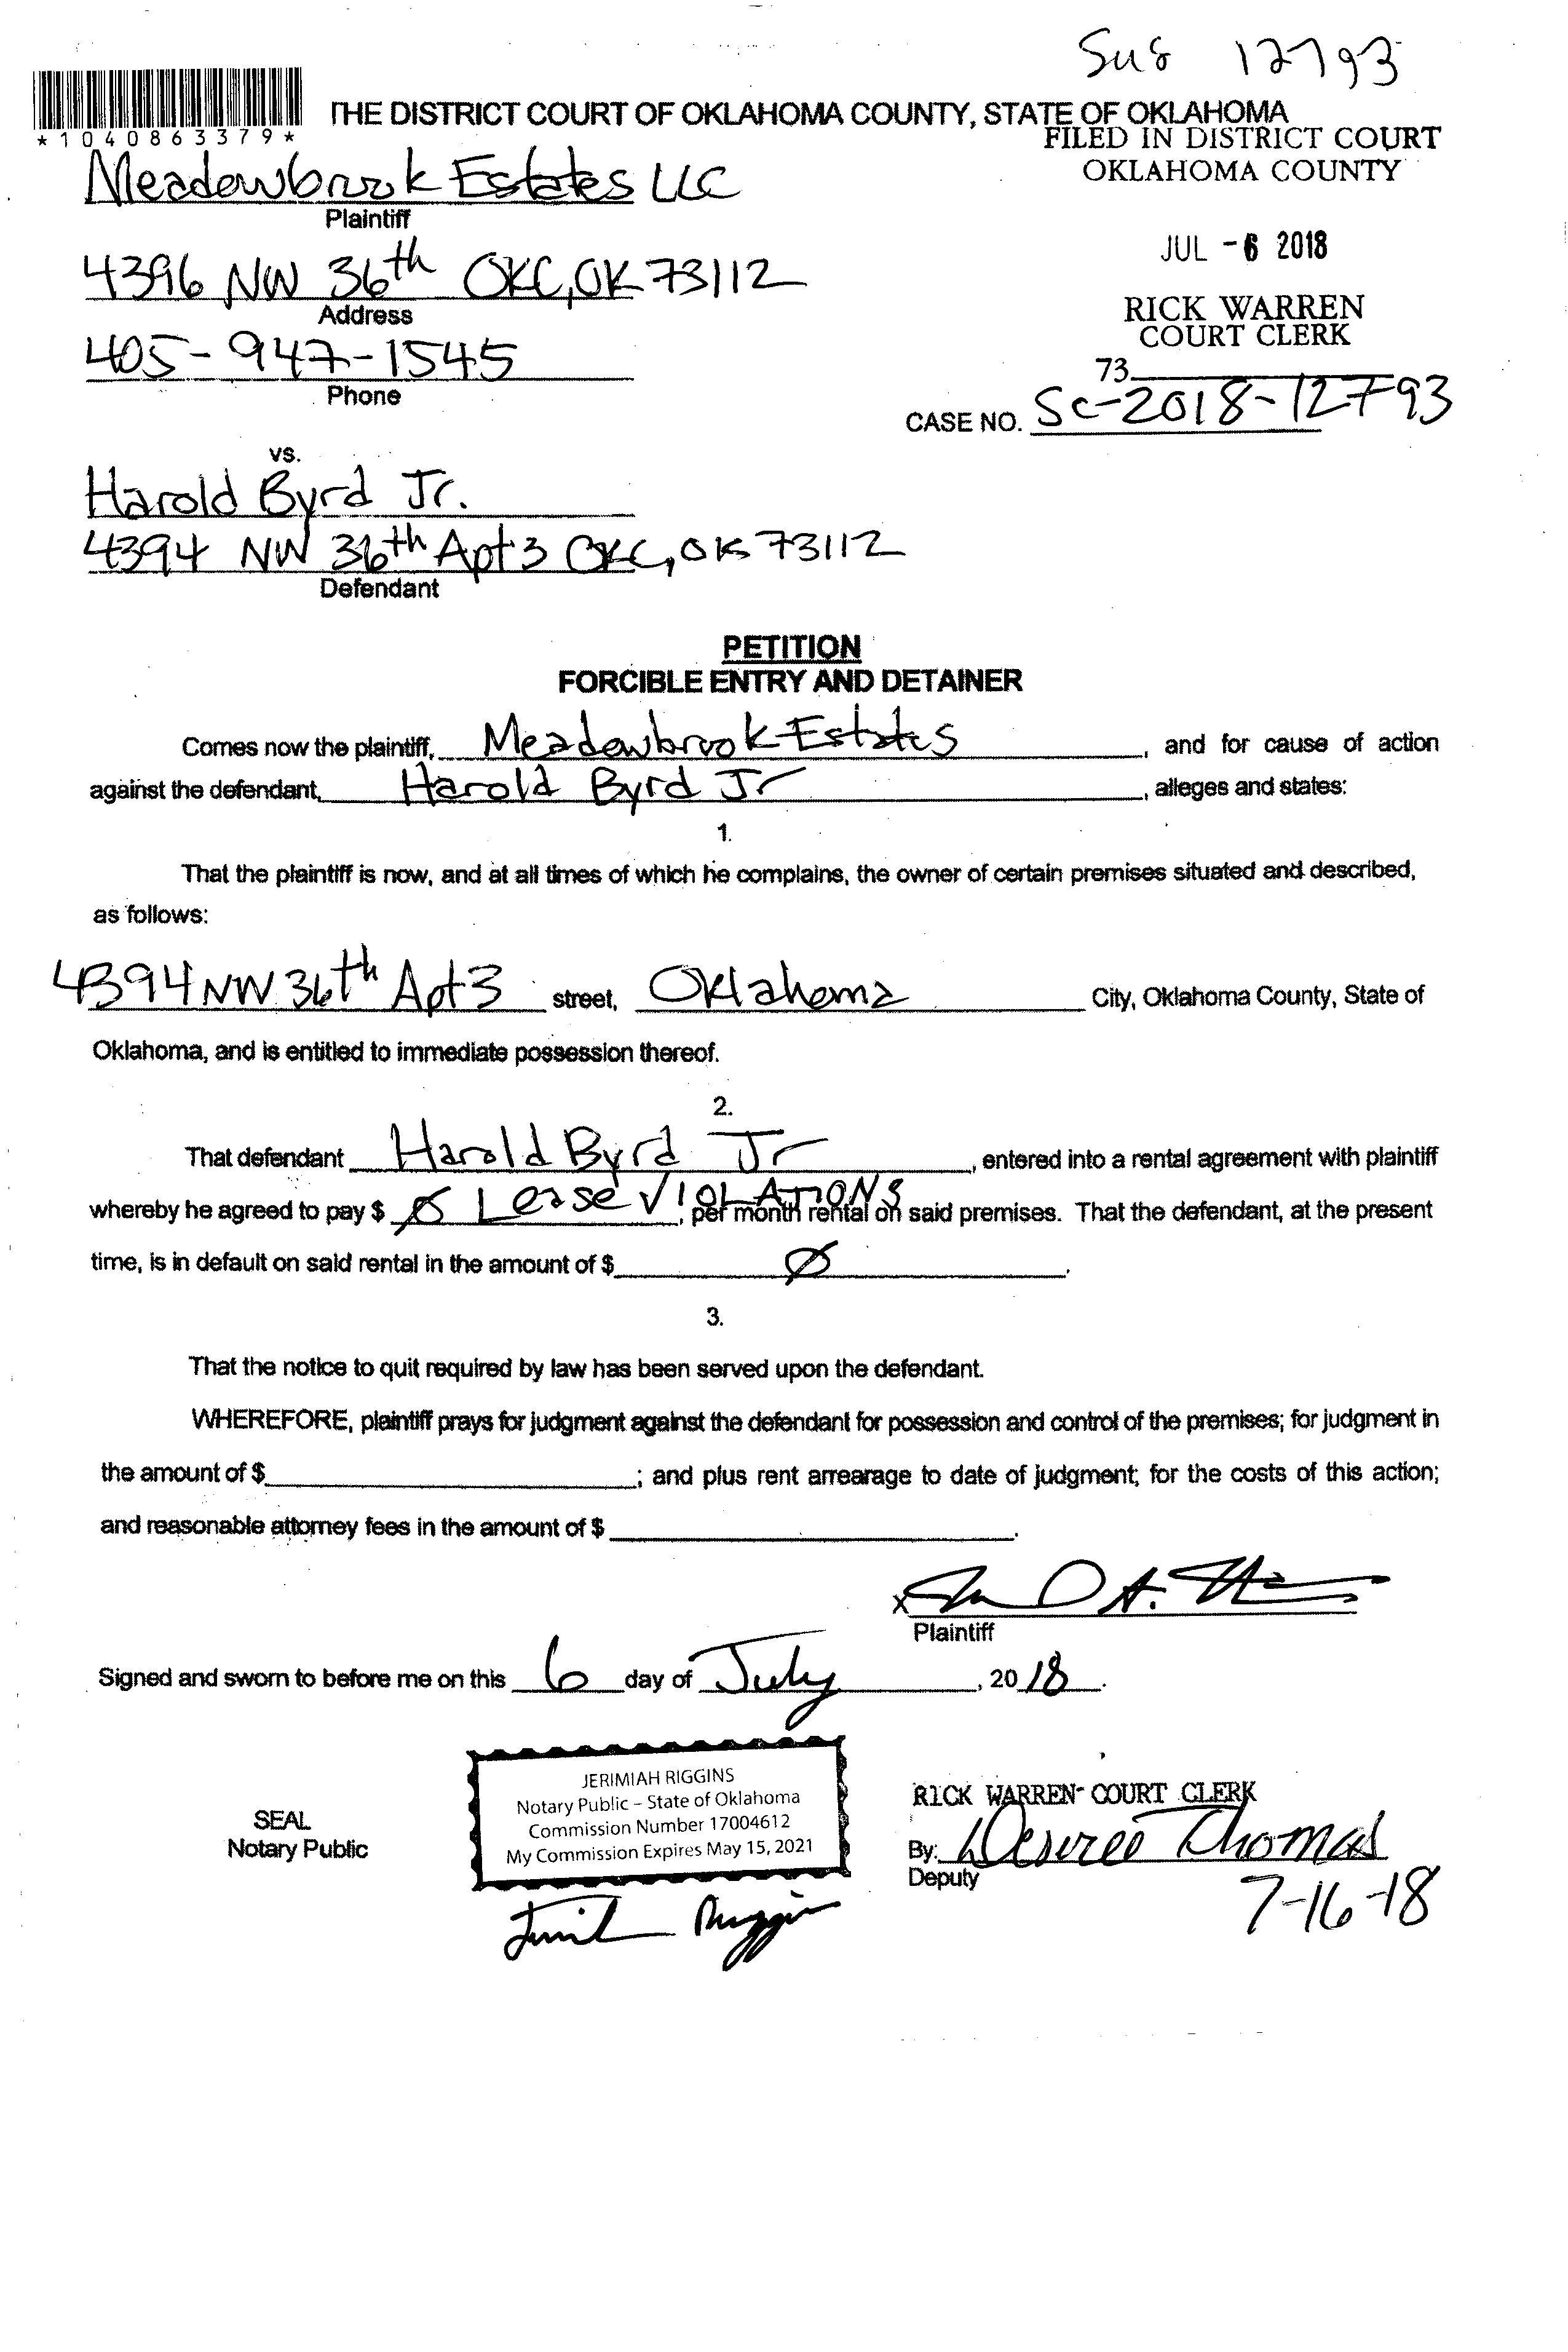 12793
*1040863379*
THE DISTRICT COURT OF OKLAHOMA COUNTY, STATE OF OKLAHOMA
FILED IN DISTRICT COURT
OKLAHOMA COUNTY
Meadowbrook Estates LLC
Plaintiff
JUL -6 2018
4396 NW 36th OKC, OK 73112
Address
RICK WARREN
COURT CLERK
405-947-1545
Phone
73
CASE NO. SC-2018-12793
vs.
Harold Byrd Jr.
4394 NW 36th Apt 3 OKC, OK 73112
Defendant
PETITION
FORCIBLE ENTRY AND DETAINER
Comes now the plaintiff, Meadowbrook Estates, and for cause of action
against the defendant, Harold Byrd Jr, alleges and states:
1.
That the plaintiff is now, and at all times of which he complains, the owner of certain premises situated and described,
as follows:
4394 NW 36th Apt 3 street, Oklahoma City, Oklahoma County, State of
Oklahoma, and is entitled to immediate possession thereof.
2.
That defendant Harold Byrd Jr, entered into a rental agreement with plaintiff
whereby he agreed to pay $ Ø Lease VIOLATIONS, per month rental on said premises. That the defendant, at the present
time, is in default on said rental in the amount of $ Ø.
3.
That the notice to quit required by law has been served upon the defendant.
WHEREFORE, plaintiff prays for judgment against the defendant for possession and control of the premises; for judgment in
the amount of $ ; and plus rent arrearage to date of judgment; for the costs of this action;
and reasonable attorney fees in the amount of $ .
X
Plaintiff
Signed and sworn to before me on this 6 day of July, 2018.
JERIMIAH RIGGINS
Notary Public – State of Oklahoma
Commission Number 17004612
My Commission Expires May 15, 2021
SEAL
Notary Public
RICK WARREN-COURT CLERK
By: Desiree Thomas
Deputy
7-16-18